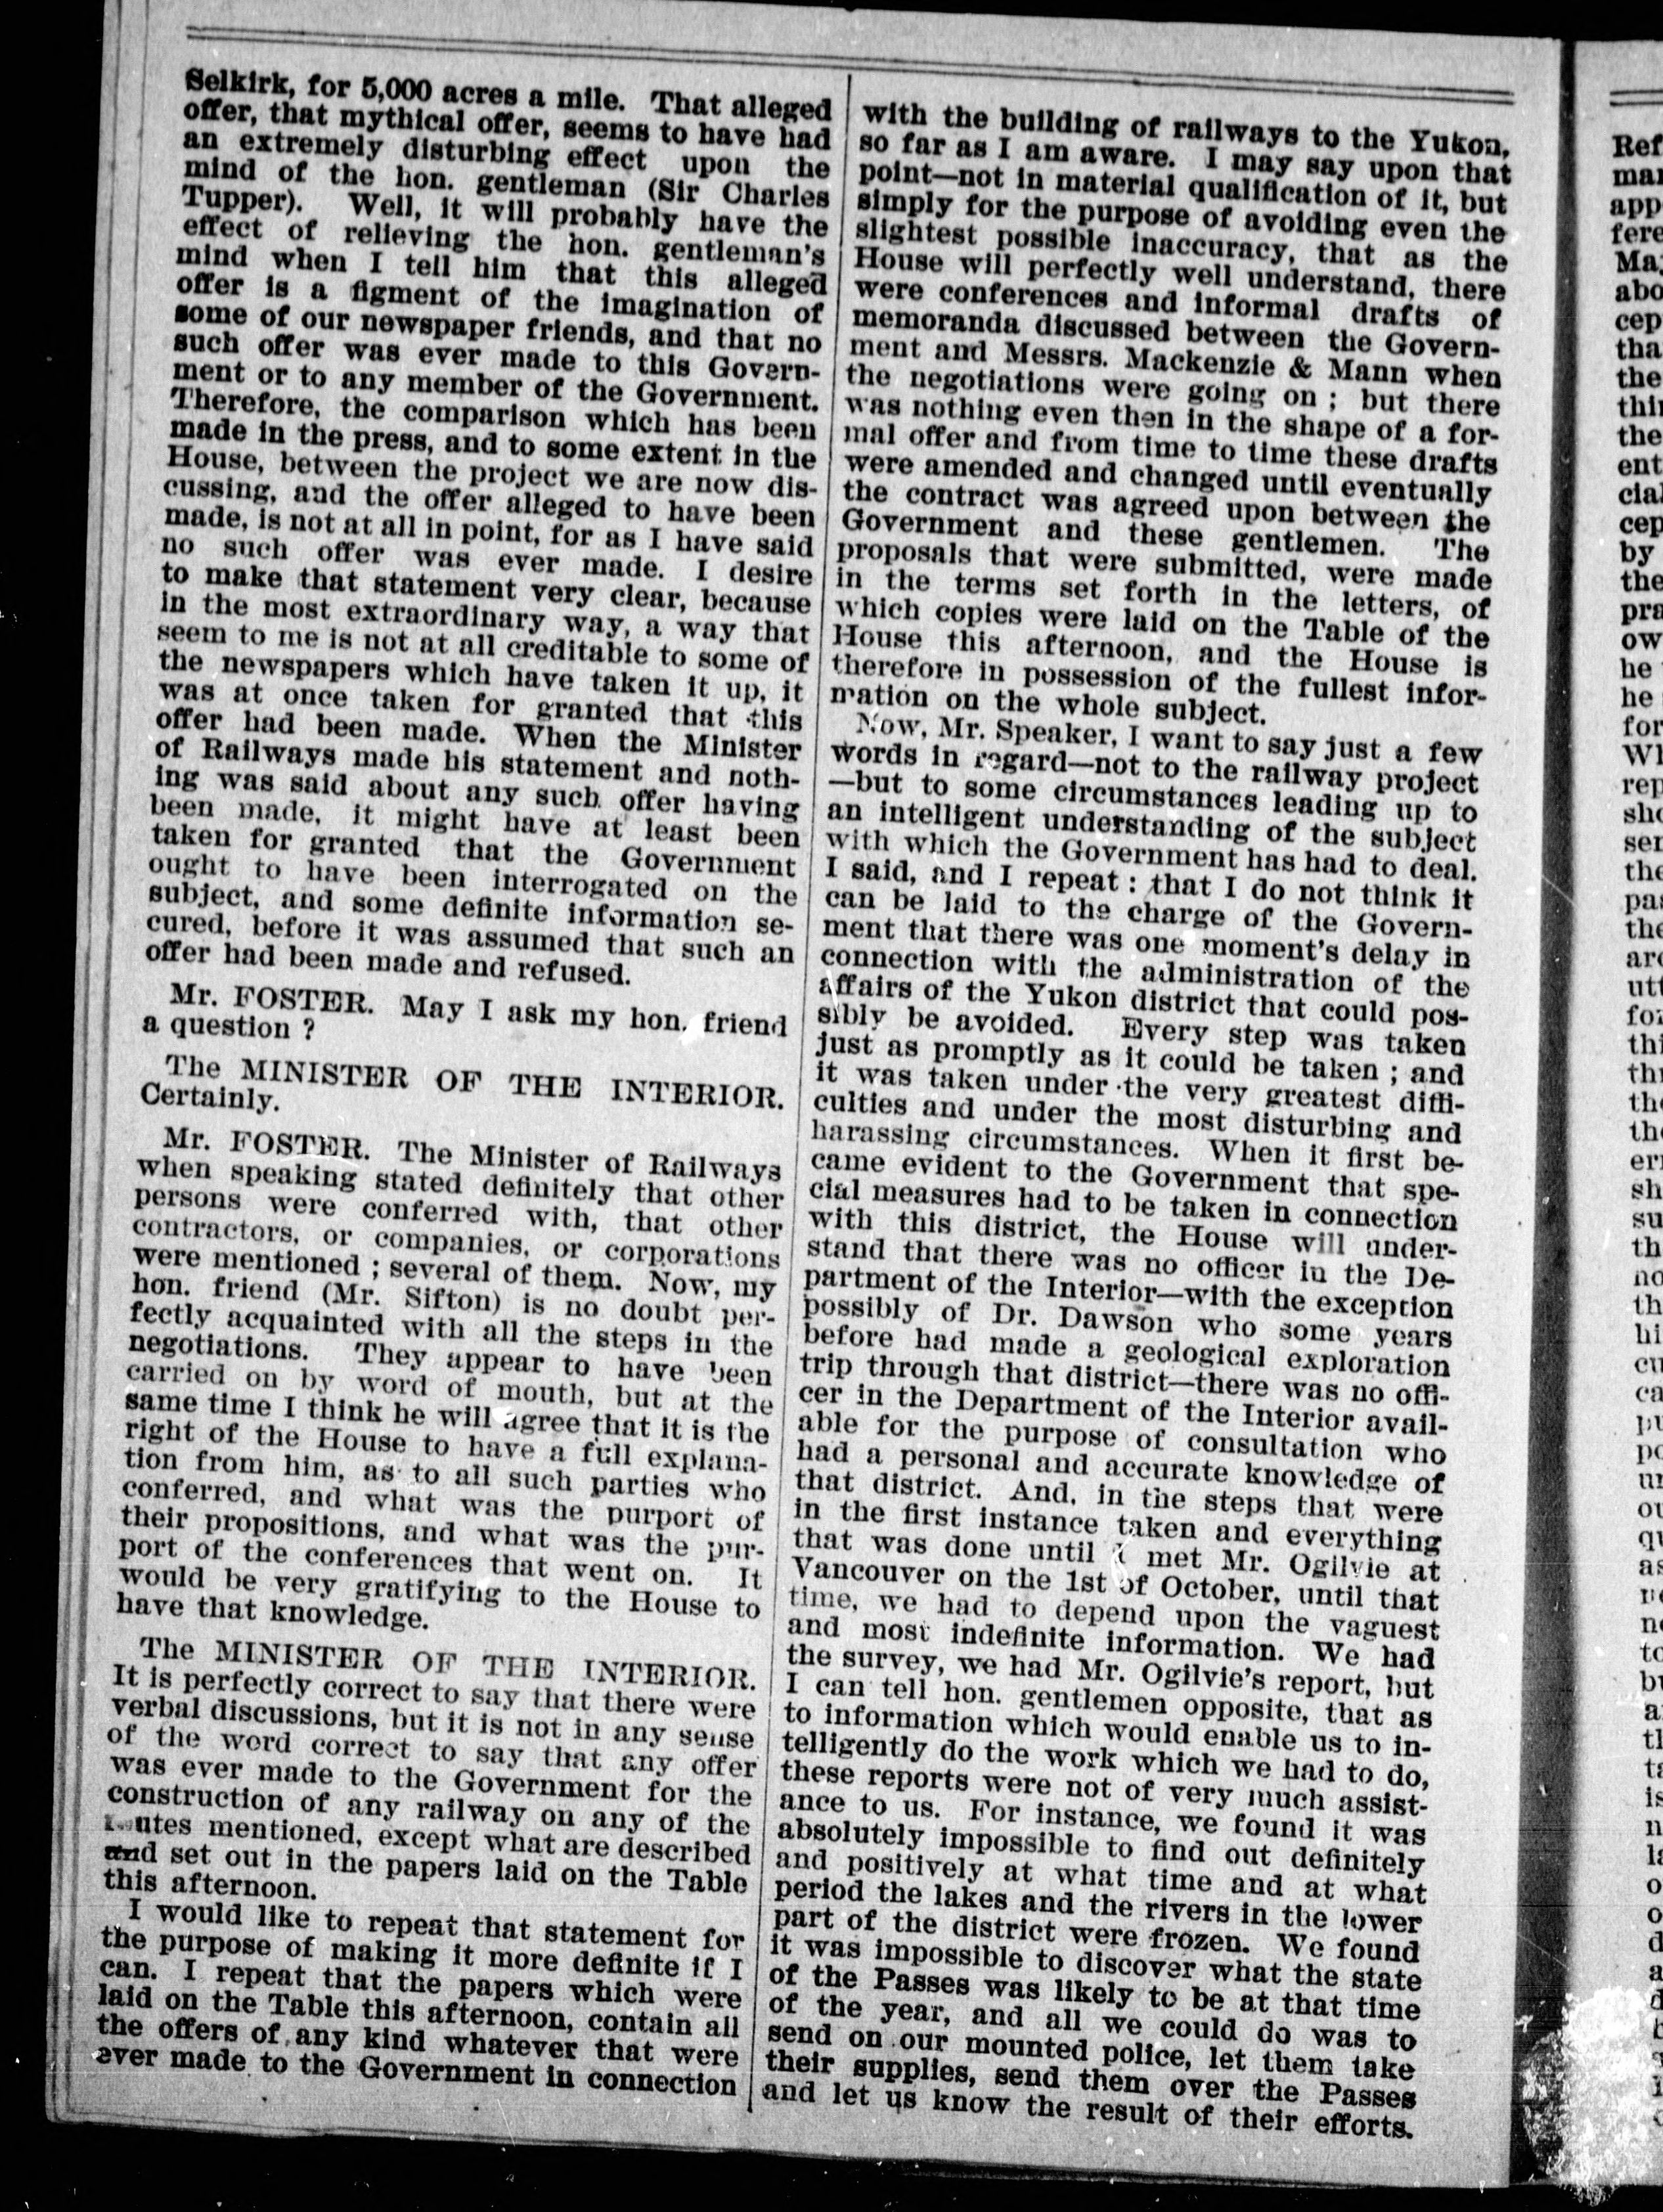 Selkirk, for 5,000 acres a mile. That alleged
offer, that mythical offer, seems to have had
an extremely disturbing effect upon the
mind of the hon. gentleman (Sir Charles
Tupper). Well, it will probably have the
effect of relieving the hon. gentleman's
mind when I tell him that this alleged
offer is a figment of the imagination of
some of our newspaper friends, and that no
such offer was ever made to this Govern-
ment or to any member of the Government.
Therefore, the comparison which has been
made in the press, and to some extent in the
House, between the project we are now dis-
cussing, and the offer alleged to have been
made, is not at all in point, for as I have said
no such offer was ever made. I desire
to make that statement very clear, because
in the most extraordinary way, a way that
seem to me is not at all creditable to some of
the newspapers which have taken it up, it
was at once taken for granted that this
offer had been made. When the Minister
of Railways made his statement and noth-
ing was said about any such offer having
been made, it might have at least been
taken for granted that the Government
ought to have been interrogated on the
subject, and some definite information se-
cured, before it was assumed that such an
offer had been made and refused.
Mr. FOSTER. May I ask my hon. friend
a question ?
The MINISTER OF THE INTERIOR.
Certainly.
Mr. FOSTER. The Minister of Railways
when speaking stated definitely that other
persons were conferred with, that other
contractors, or companies, or corporations
were mentioned ; several of them. Now, my
hon. friend (Mr. Sifton) is no doubt per-
fectly acquainted with all the steps in the
negotiations. They appear to have been
carried on by word of mouth, but at the
same time I think he will agree that it is the
right of the House to have a full explana-
tion from him, as to all such parties who
conferred, and what was the purport of
their propositions, and what was the pur-
port of the conferences that went on. It
would be very gratifying to the House to
have that knowledge.
The MINISTER OF THE INTERIOR.
It is perfectly correct to say that there were
verbal discussions, but it is not in any sense
of the word correct to say that any offer
was ever made to the Government for the
construction of any railway on any of the
routes mentioned, except what are described
and set out in the papers laid on the Table
this afternoon.
I would like to repeat that statement for
the purpose of making it more definite if I
can. I repeat that the papers which were
laid on the Table this afternoon, contain all
the offers of any kind whatever that were
ever made to the Government in connection
with the building of railways to the Yukon,
so far as I am aware. I may say upon that
point—not in material qualification of it, but
simply for the purpose of avoiding even the
slightest possible inaccuracy, that as the
House will perfectly well understand, there
were conferences and informal drafts of
memoranda discussed between the Govern-
ment and Messrs. Mackenzie & Mann when
the negotiations were going on ; but there
was nothing even then in the shape of a for-
mal offer and from time to time these drafts
were amended and changed until eventually
the contract was agreed upon between the
Government and these gentlemen. The
proposals that were submitted, were made
in the terms set forth in the letters, of
which copies were laid on the Table of the
House this afternoon, and the House is
therefore in possession of the fullest infor-
mation on the whole subject.
Now, Mr. Speaker, I want to say just a few
words in regard—not to the railway project
—but to some circumstances leading up to
an intelligent understanding of the subject
with which the Government has had to deal.
I said, and I repeat : that I do not think it
can be laid to the charge of the Govern-
ment that there was one moment's delay in
connection with the administration of the
affairs of the Yukon district that could pos-
sibly be avoided. Every step was taken
just as promptly as it could be taken ; and
it was taken under the very greatest diffi-
culties and under the most disturbing and
harassing circumstances. When it first be-
came evident to the Government that spe-
cial measures had to be taken in connection
with this district, the House will under-
stand that there was no officer in the De-
partment of the Interior—with the exception
possibly of Dr. Dawson who some years
before had made a geological exploration
trip through that district—there was no offi-
cer in the Department of the Interior avail-
able for the purpose of consultation who
had a personal and accurate knowledge of
that district. And, in the steps that were
in the first instance taken and everything
that was done until I met Mr. Ogilvie at
Vancouver on the 1st of October, until that
time, we had to depend upon the vaguest
and most indefinite information. We had
the survey, we had Mr. Ogilvie's report, but
I can tell hon. gentlemen opposite, that as
to information which would enable us to in-
telligently do the work which we had to do,
these reports were not of very much assist-
ance to us. For instance, we found it was
absolutely impossible to find out definitely
and positively at what time and at what
period the lakes and the rivers in the lower
part of the district were frozen. We found
it was impossible to discover what the state
of the Passes was likely to be at that time
of the year, and all we could do was to
send on our mounted police, let them take
their supplies, send them over the Passes
and let us know the result of their efforts.